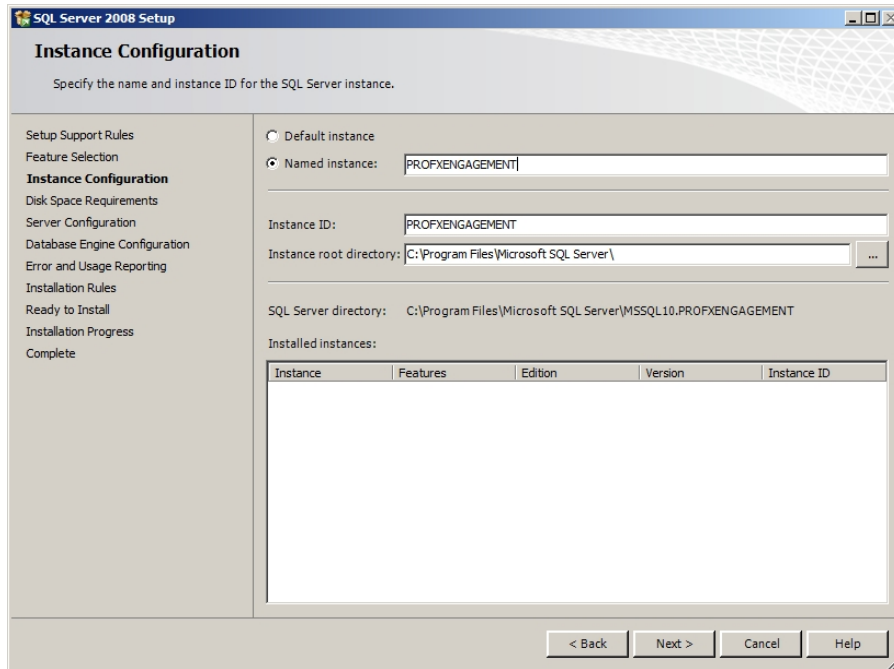 SQL Server 2008 Setup
Instance Configuration
Specify the name and instance ID for the SQL Server instance.
Setup Support Rules
Feature Selection
Instance Configuration
Disk Space Requirements
Server Configuration
Database Engine Configuration
Error and Usage Reporting
Installation Rules
Ready to Install
Installation Progress
Complete
Default instance
Named instance: PROFXENGAGEMENT
Instance ID: PROFXENGAGEMENT
Instance root directory: C:\Program Files\Microsoft SQL Server\ ...
SQL Server directory: C:\Program Files\Microsoft SQL Server\MSSQL10.PROFXENGAGEMENT
Installed instances:
Instance Features Edition Version Instance ID
< Back Next > Cancel Help